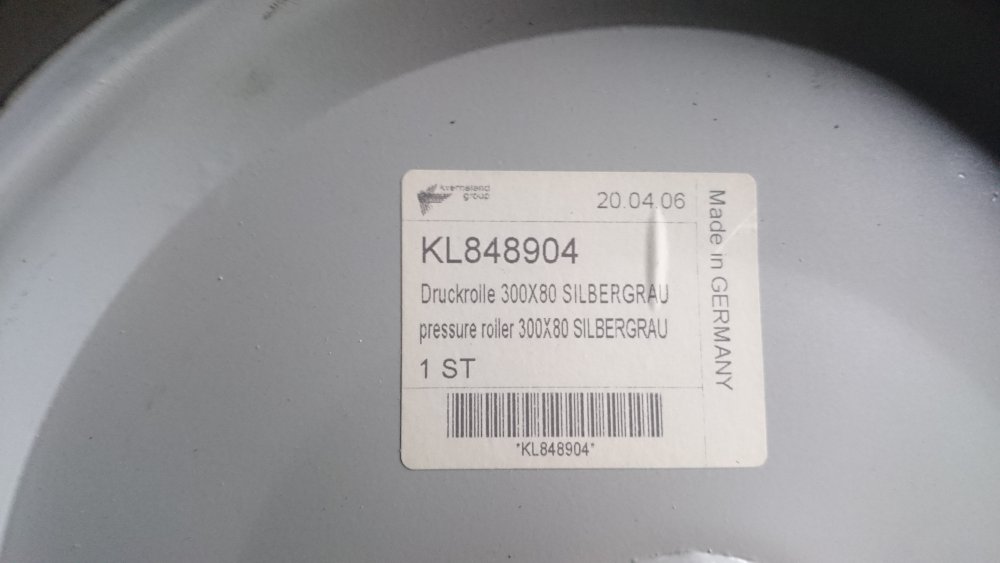 kverneland
group
20.04.06
KL848904
Druckrolle 300X80 SILBERGRAU
pressure roller 300X80 SILBERGRAU
1 ST
*KL848904*
Made in GERMANY